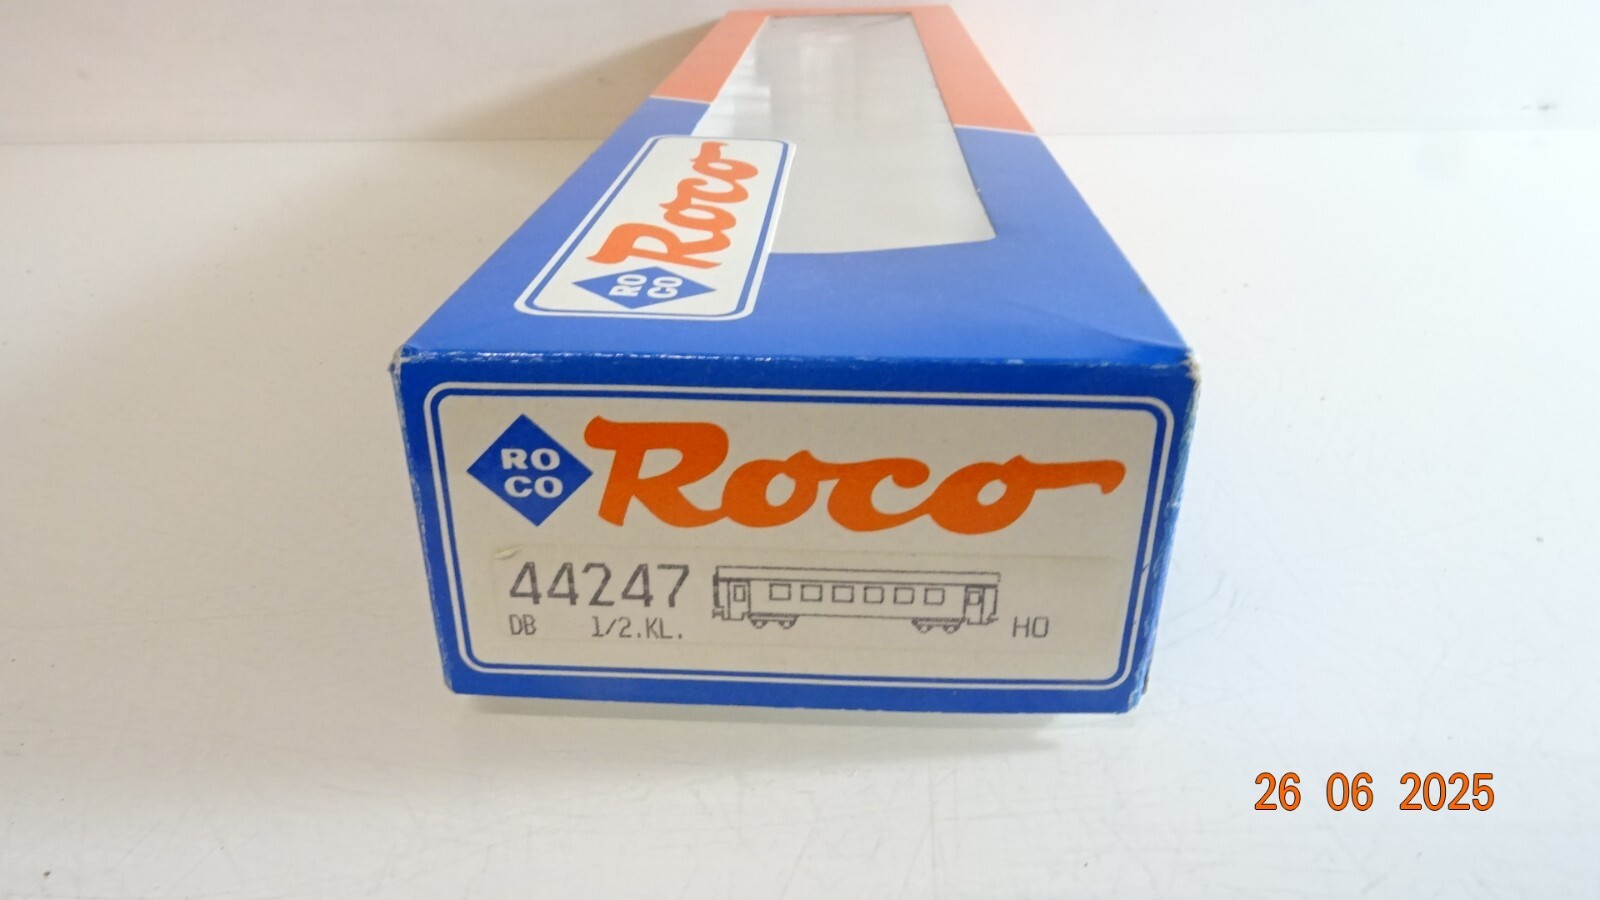 Roco
RO
CO
RO
CO
Roco
44247
DB 1/2.KL.
HO
26 06 2025